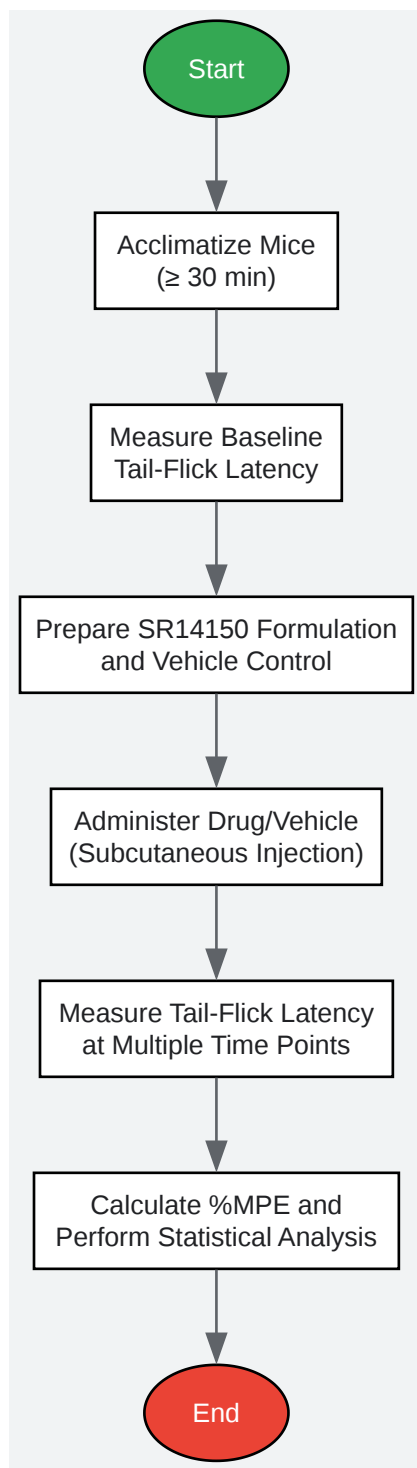 Start
Acclimatize Mice
(≥ 30 min)
Measure Baseline
Tail-Flick Latency
Prepare SR14150 Formulation
and Vehicle Control
Administer Drug/Vehicle
(Subcutaneous Injection)
Measure Tail-Flick Latency
at Multiple Time Points
Calculate %MPE and
Perform Statistical Analysis
End